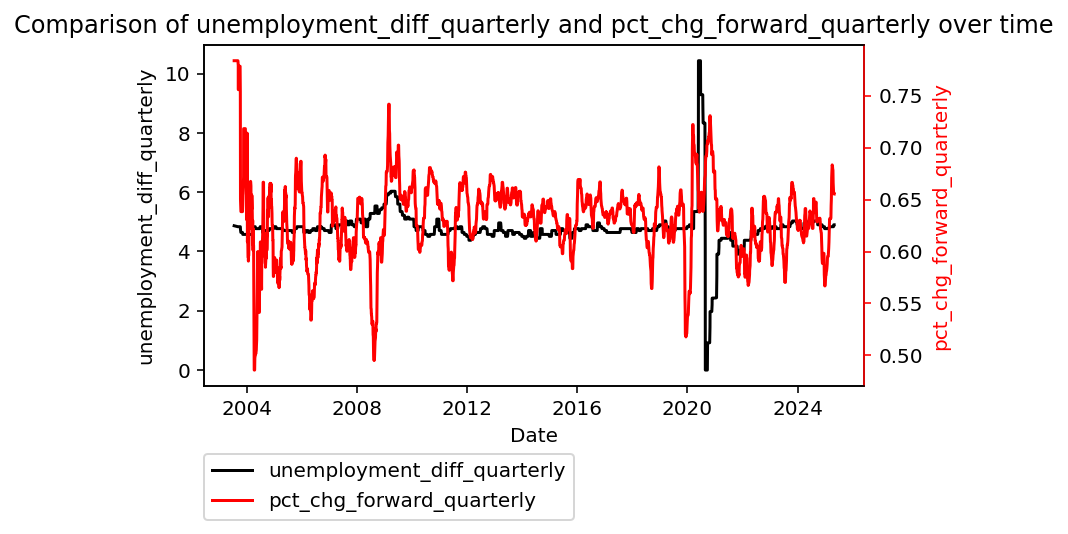 Comparison of unemployment_diff_quarterly and pct_chg_forward_quarterly over time
unemployment_diff_quarterly
10
8
6
4
2
0
0.75
0.70
0.65
0.60
0.55
0.50
pct_chg_forward_quarterly
2004 2008 2012 2016 2020 2024
Date
unemployment_diff_quarterly
pct_chg_forward_quarterly